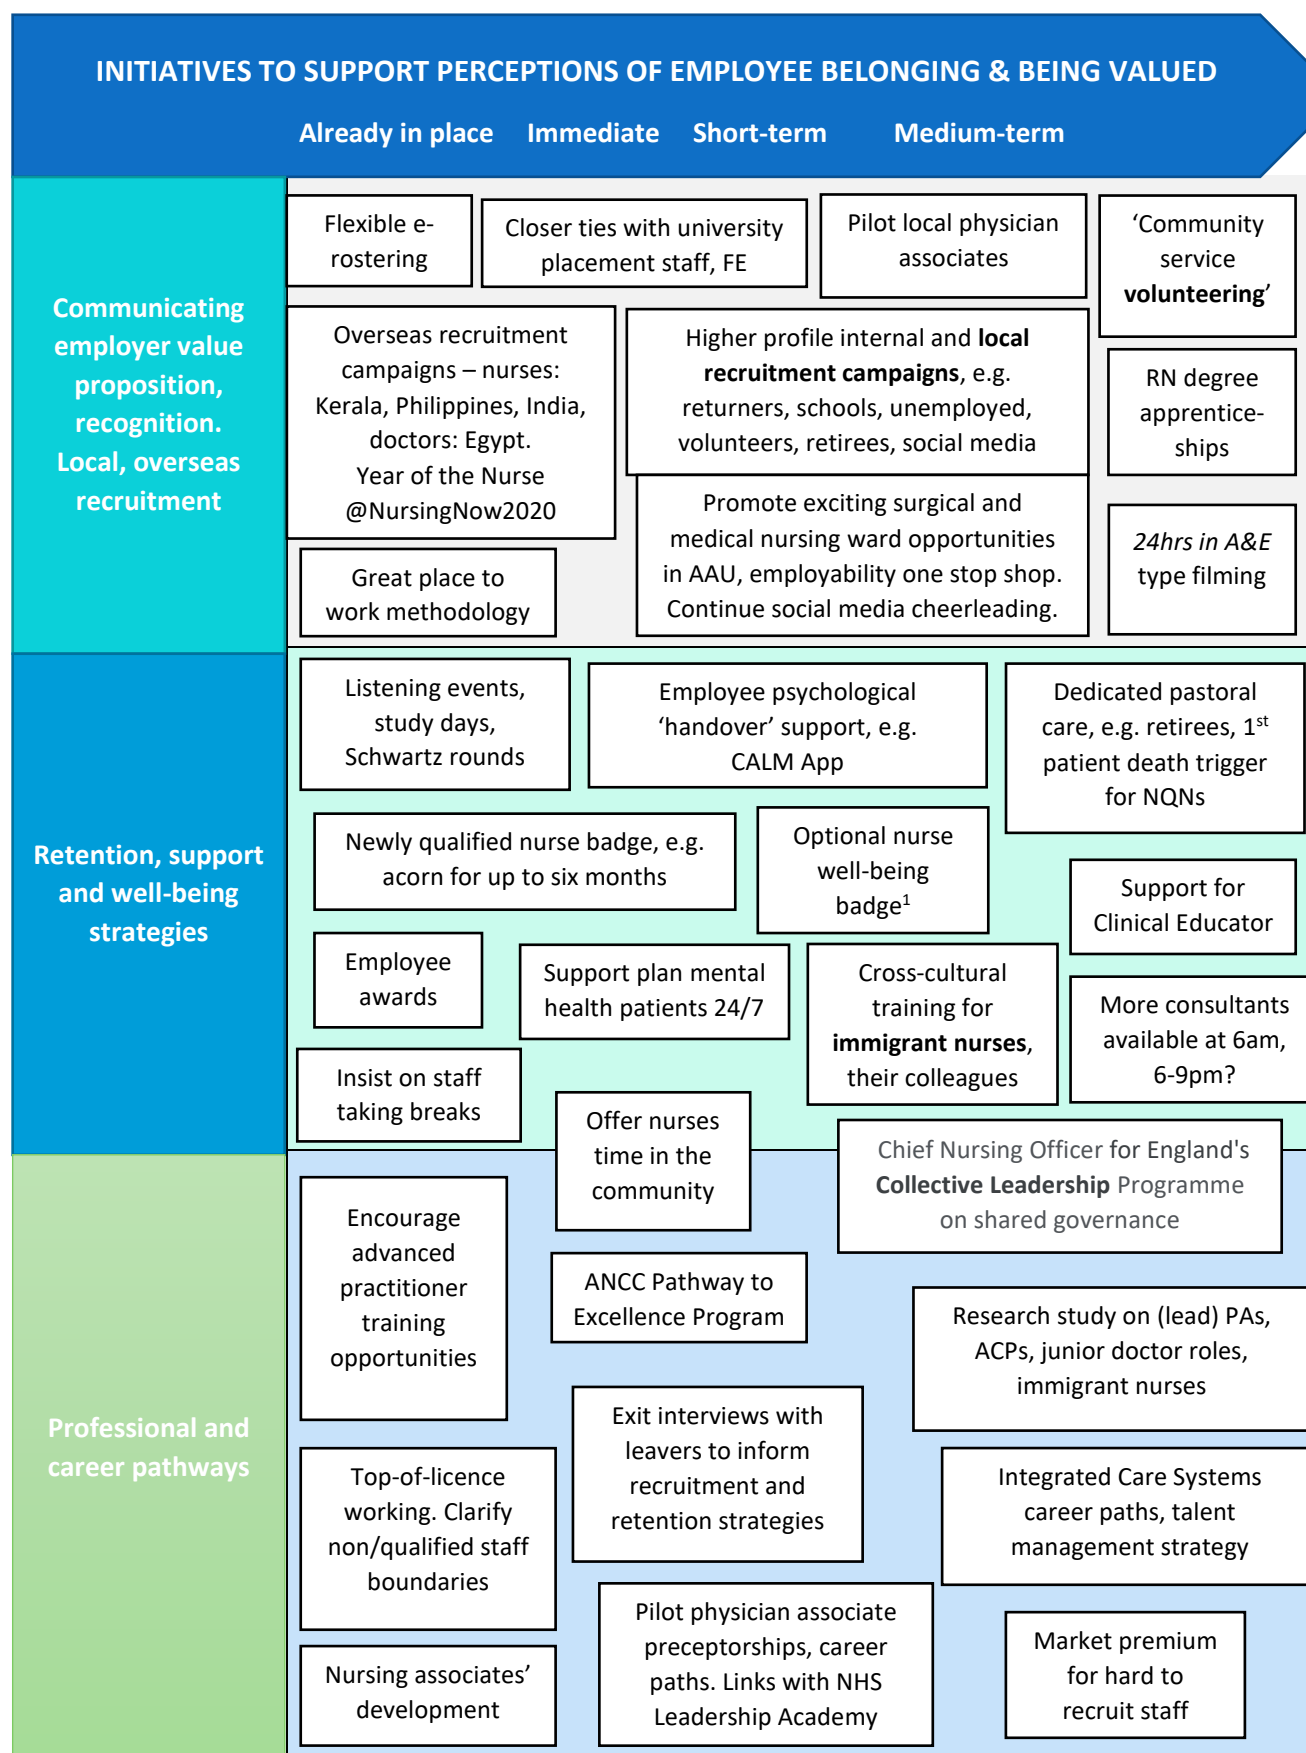 INITIATIVES TO SUPPORT PERCEPTIONS OF EMPLOYEE BELONGING & BEING VALUED
Already in place Immediate Short-term Medium-term
Communicating
employer value
proposition,
recognition.
Local, overseas
recruitment
Flexible e-
rostering
Closer ties with university
placement staff, FE
Pilot local physician
associates
‘Community
service
volunteering’
Overseas recruitment
campaigns – nurses:
Kerala, Philippines, India,
doctors: Egypt.
Year of the Nurse
@NursingNow2020
Higher profile internal and local
recruitment campaigns, e.g.
returners, schools, unemployed,
volunteers, retirees, social media
RN degree
apprentice-
ships
Promote exciting surgical and
medical nursing ward opportunities
in AAU, employability one stop shop.
Continue social media cheerleading.
24hrs in A&E
type filming
Great place to
work methodology
Retention, support
and well-being
strategies
Listening events,
study days,
Schwartz rounds
Employee psychological
‘handover’ support, e.g.
CALM App
Dedicated pastoral
care, e.g. retirees, 1st
patient death trigger
for NQNs
Newly qualified nurse badge, e.g.
acorn for up to six months
Optional nurse
well-being
badge1
Support for
Clinical Educator
Employee
awards
Support plan mental
health patients 24/7
Cross-cultural
training for
immigrant nurses,
their colleagues
More consultants
available at 6am,
6-9pm?
Insist on staff
taking breaks
Offer nurses
time in the
community
Chief Nursing Officer for England's
Collective Leadership Programme
on shared governance
Professional and
career pathways
Encourage
advanced
practitioner
training
opportunities
ANCC Pathway to
Excellence Program
Research study on (lead) PAs,
ACPs, junior doctor roles,
immigrant nurses
Exit interviews with
leavers to inform
recruitment and
retention strategies
Top-of-licence
working. Clarify
non/qualified staff
boundaries
Integrated Care Systems
career paths, talent
management strategy
Pilot physician associate
preceptorships, career
paths. Links with NHS
Leadership Academy
Market premium
for hard to
recruit staff
Nursing associates’
development